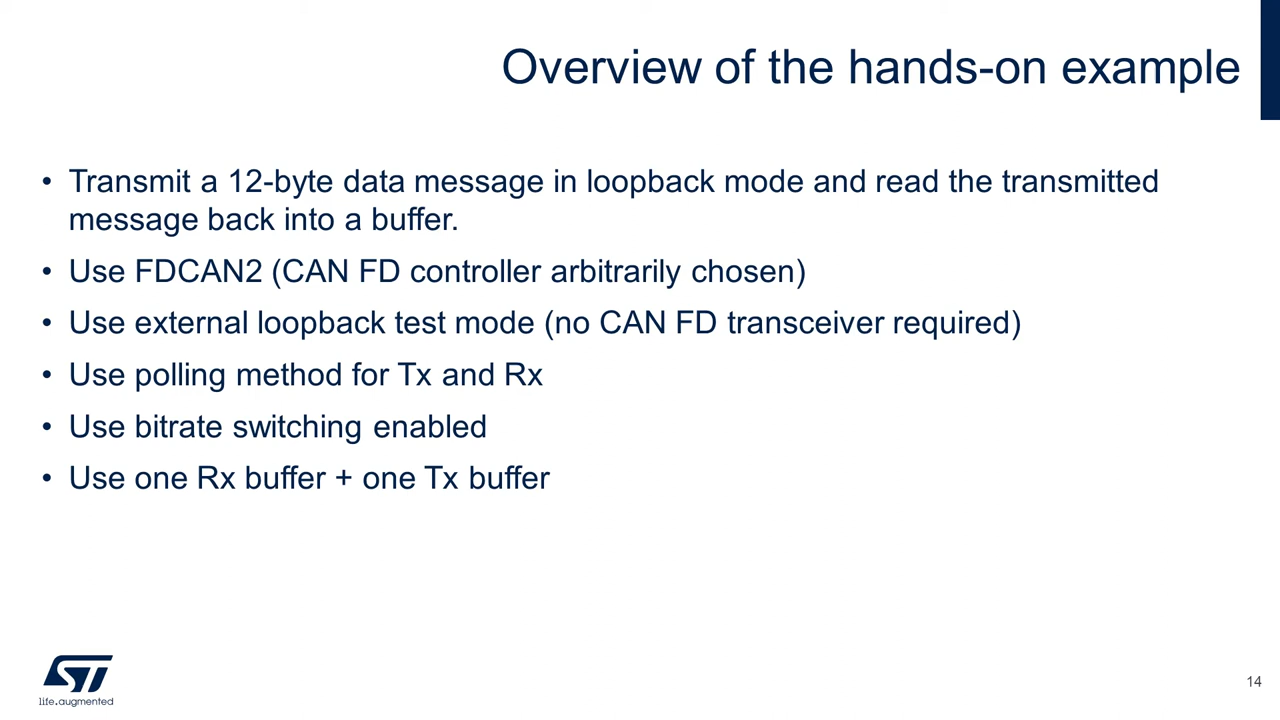 Overview of the hands-on example
• Transmit a 12-byte data message in loopback mode and read the transmitted
message back into a buffer.
• Use FDCAN2 (CAN FD controller arbitrarily chosen)
• Use external loopback test mode (no CAN FD transceiver required)
• Use polling method for Tx and Rx
• Use bitrate switching enabled
• Use one Rx buffer + one Tx buffer
ST
life.augmented
14